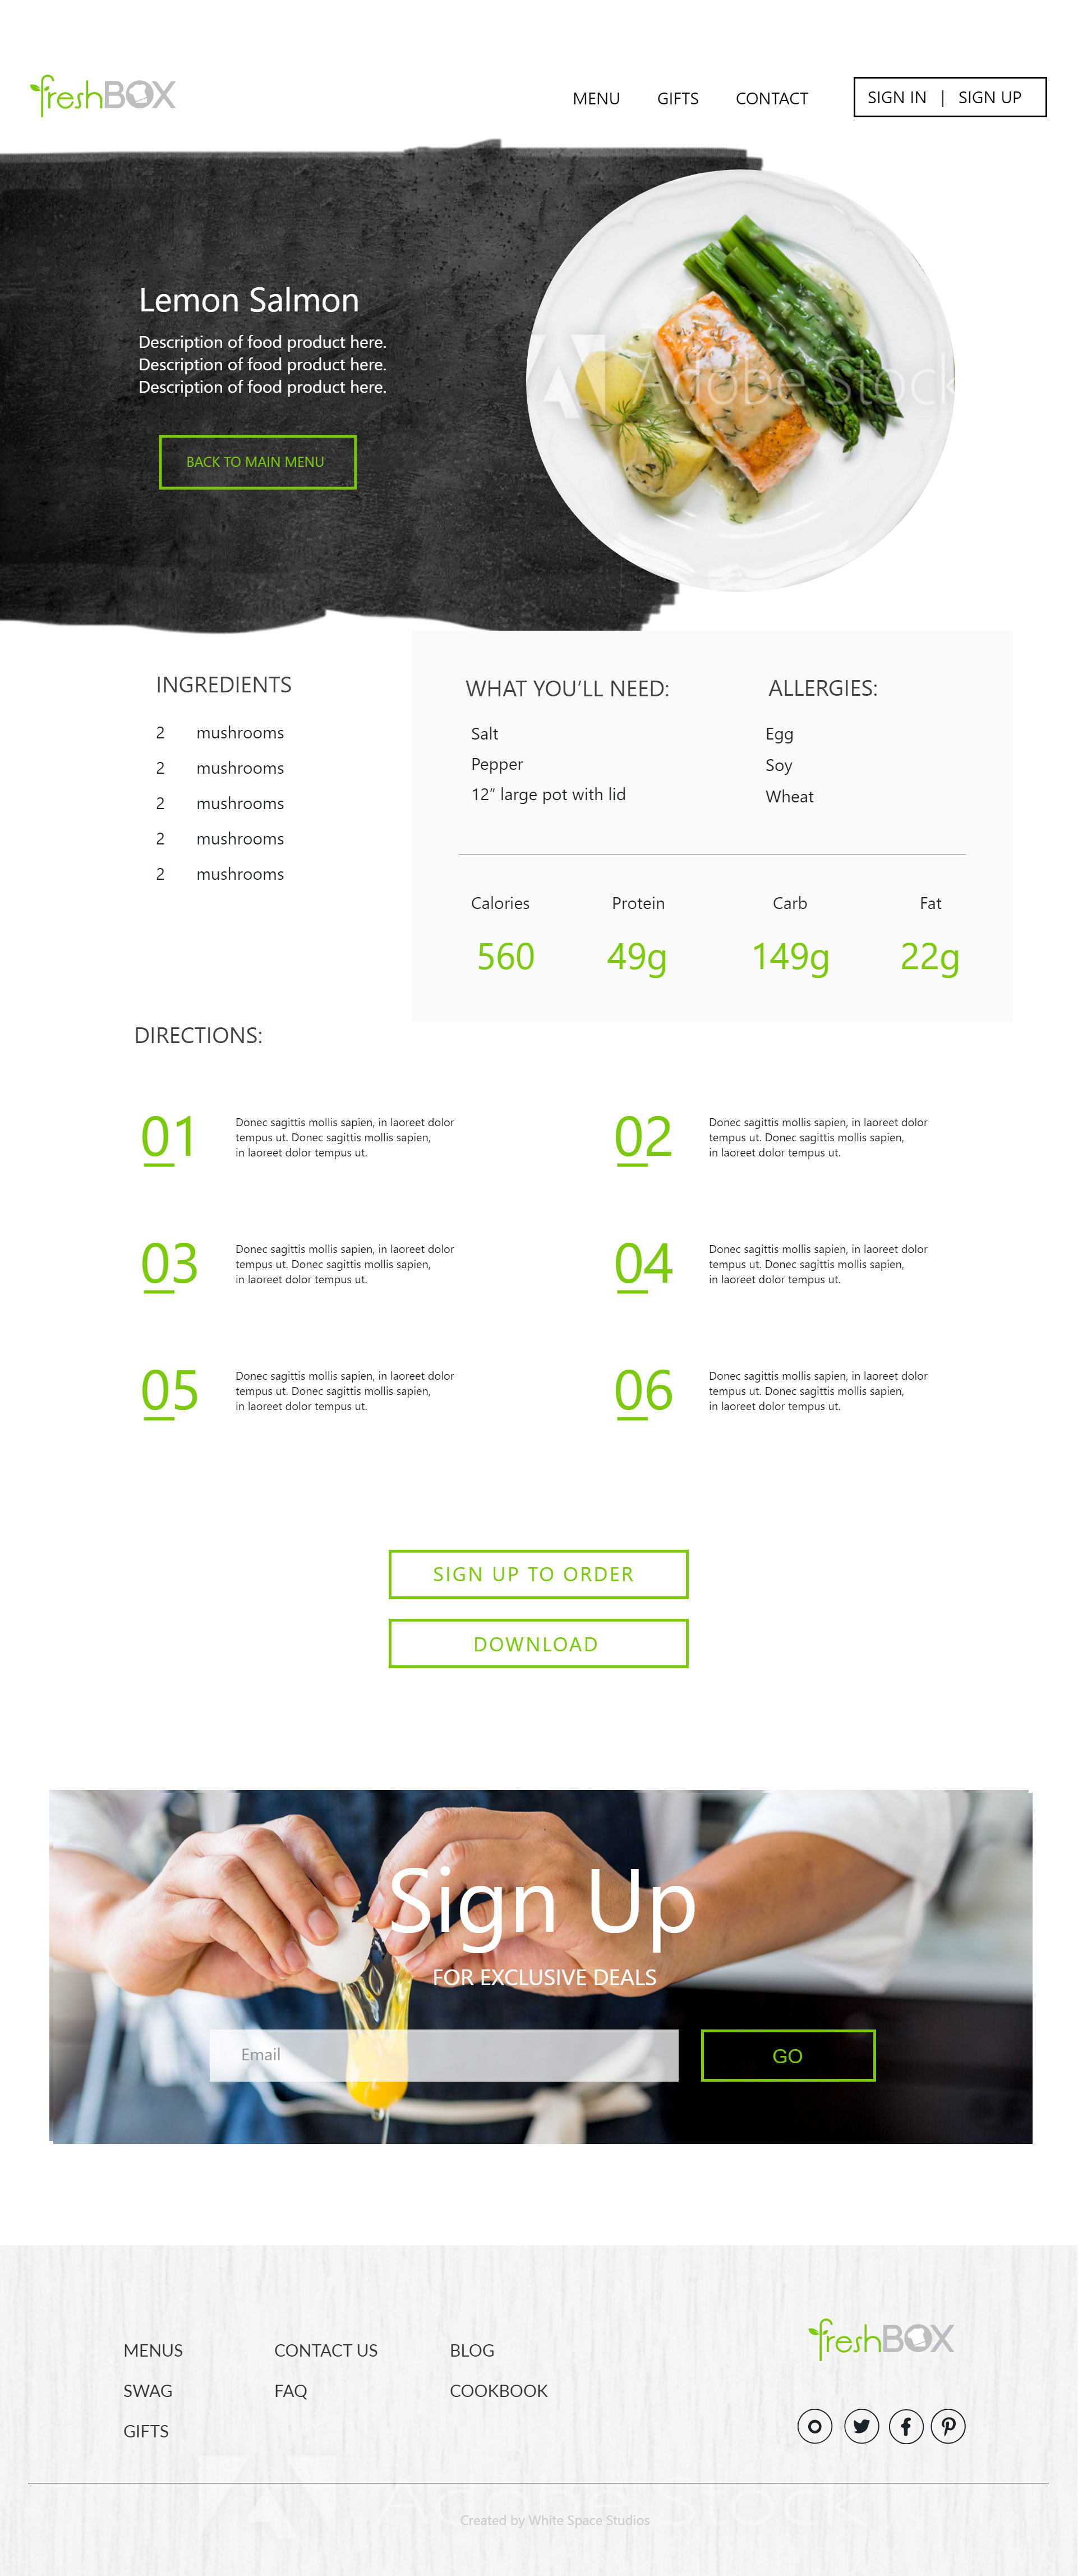 freshBOX
MENU GIFTS CONTACT SIGN IN | SIGN UP
Lemon Salmon
Description of food product here.
Description of food product here.
Description of food product here.
BACK TO MAIN MENU
Adobe Stock
INGREDIENTS
2 mushrooms
2 mushrooms
2 mushrooms
2 mushrooms
2 mushrooms
WHAT YOU’LL NEED:
Salt
Pepper
12” large pot with lid
ALLERGIES:
Egg
Soy
Wheat
Calories Protein Carb Fat
560 49g 149g 22g
DIRECTIONS:
01
Donec sagittis mollis sapien, in laoreet dolor
tempus ut. Donec sagittis mollis sapien,
in laoreet dolor tempus ut.
02
Donec sagittis mollis sapien, in laoreet dolor
tempus ut. Donec sagittis mollis sapien,
in laoreet dolor tempus ut.
03
Donec sagittis mollis sapien, in laoreet dolor
tempus ut. Donec sagittis mollis sapien,
in laoreet dolor tempus ut.
04
Donec sagittis mollis sapien, in laoreet dolor
tempus ut. Donec sagittis mollis sapien,
in laoreet dolor tempus ut.
05
Donec sagittis mollis sapien, in laoreet dolor
tempus ut. Donec sagittis mollis sapien,
in laoreet dolor tempus ut.
06
Donec sagittis mollis sapien, in laoreet dolor
tempus ut. Donec sagittis mollis sapien,
in laoreet dolor tempus ut.
SIGN UP TO ORDER
DOWNLOAD
Sign Up
FOR EXCLUSIVE DEALS
Email
GO
freshBOX
MENUS CONTACT US BLOG
SWAG FAQ COOKBOOK
GIFTS
Adobe Stock
Created by White Space Studios